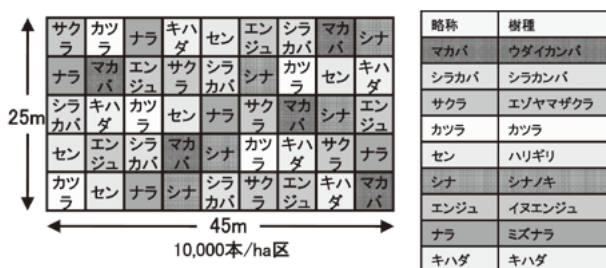 サクラ カツラ ナラ キハダ セン エンジュ シラカバ マカバ シナ
ナラ マカバ エンジュ サクラ シラカバ シナ カツラ セン キハダ
シラカバ キハダ カツラ セン ナラ サクラ マカバ シナ エンジュ
セン エンジュ シラカバ マカバ シナ カツラ キハダ サクラ ナラ
カツラ セン ナラ シナ シラカバ サクラ エンジュ キハダ マカバ
25m
45m
10,000本/ha区
略称 樹種
マカバ ウダイカンバ
シラカバ シラカンバ
サクラ エゾヤマザクラ
カツラ カツラ
セン ハリギリ
シナ シナノキ
エンジュ イヌエンジュ
ナラ ミズナラ
キハダ キハダ